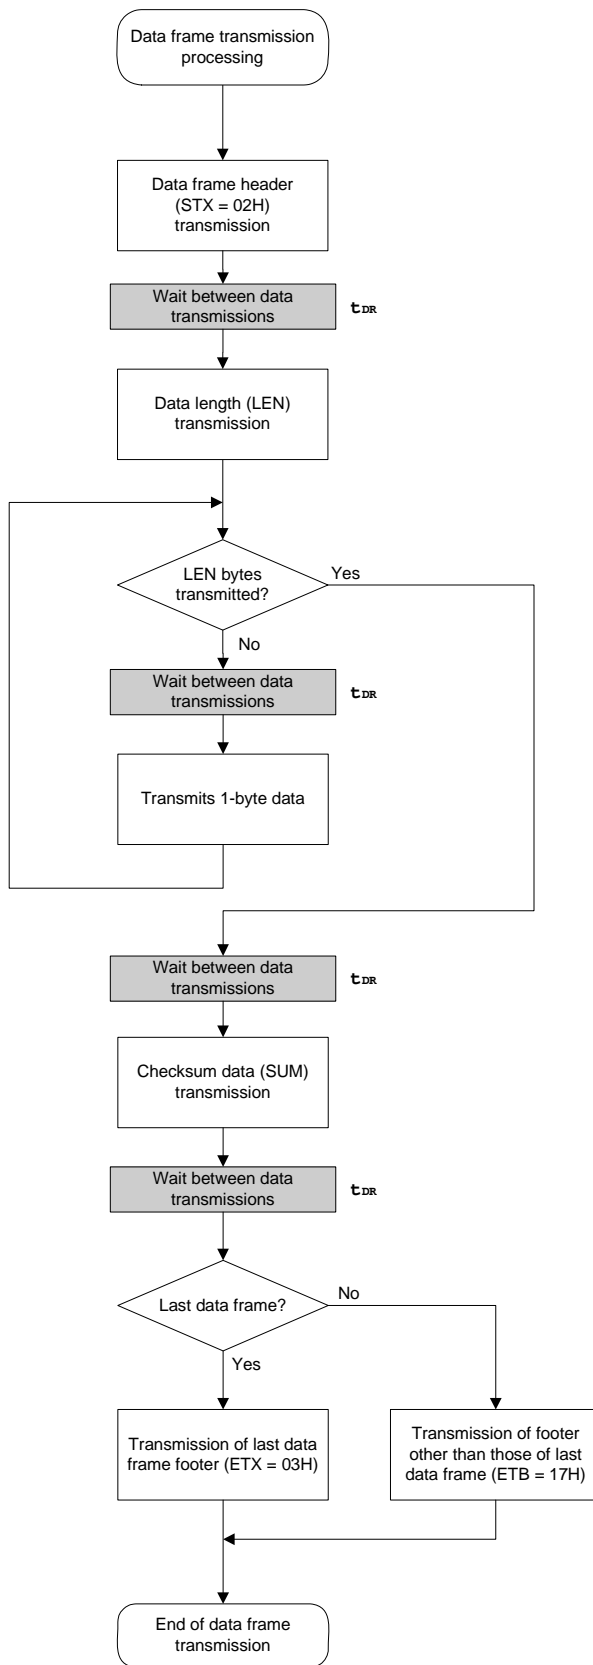 Data frame transmission
processing
Data frame header
(STX = 02H)
transmission
Wait between data
transmissions
tDR
Data length (LEN)
transmission
LEN bytes
transmitted?
Yes
No
Wait between data
transmissions
tDR
Transmits 1-byte data
Wait between data
transmissions
tDR
Checksum data (SUM)
transmission
Wait between data
transmissions
tDR
Last data frame?
No
Yes
Transmission of last data
frame footer (ETX = 03H)
Transmission of footer
other than those of last
data frame (ETB = 17H)
End of data frame
transmission